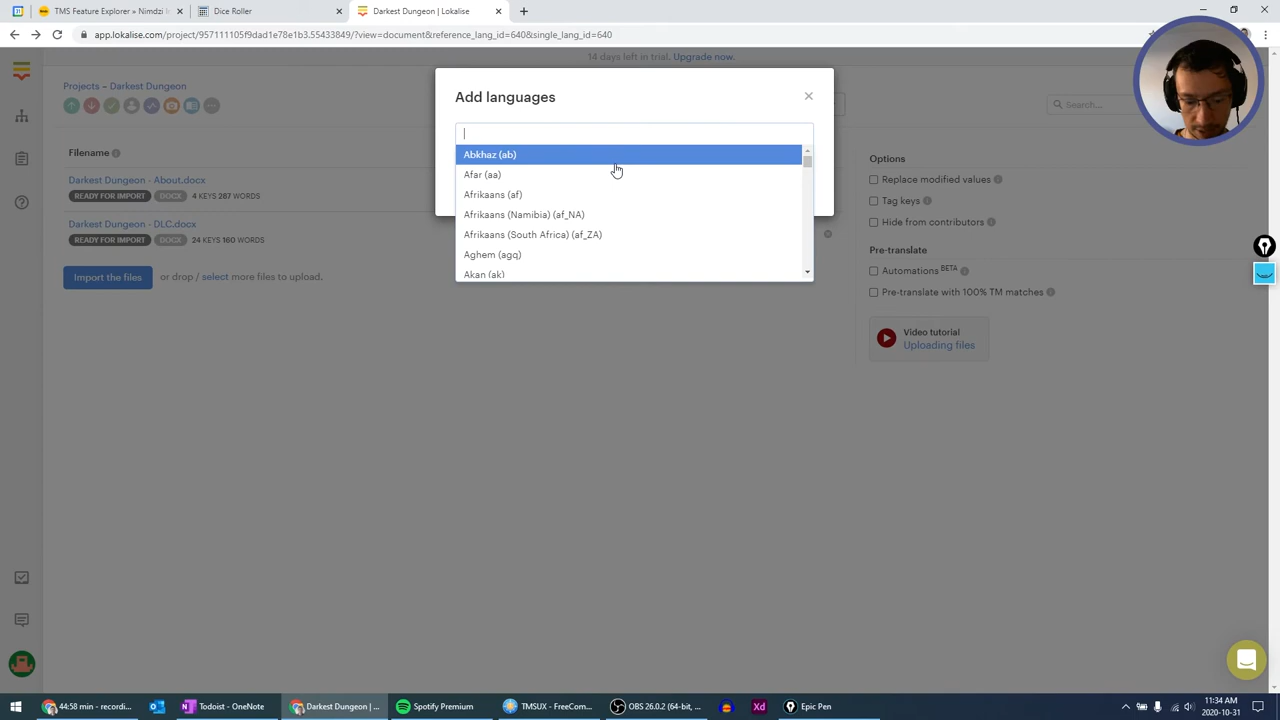 TMS Feature Explorer » Nimdzi In
Dice Roller
Darkest Dungeon | Lokalise
app.lokalise.com/project/957111105f9dad1e78e1b3.55433849/?view=document&reference_lang_id=640&single_lang_id=640
14 days left in trial. Upgrade now.
Projects – Darkest Dungeon
Add languages
Search...
Filename
Abkhaz (ab)
Options
Afar (aa)
Darkest Dungeon - About.docx
Replace modified values
READY FOR IMPORT DOCX 4 KEYS 287 WORDS
Afrikaans (af)
Tag keys
Afrikaans (Namibia) (af_NA)
Darkest Dungeon - DLC.docx
Hide from contributors
READY FOR IMPORT DOCX 24 KEYS 160 WORDS
Afrikaans (South Africa) (af_ZA)
Pre-translate
Aghem (agq)
Automations BETA
Akan (ak)
Import the files or drop / select more files to upload.
Pre-translate with 100% TM matches
Video tutorial
Uploading files
44:58 min - recordi...
Todoist - OneNote
Darkest Dungeon | ...
Spotify Premium
TMSUX - FreeCom...
OBS 26.0.2 (64-bit, ...
Xd
Epic Pen
11:34 AM
2020-10-31